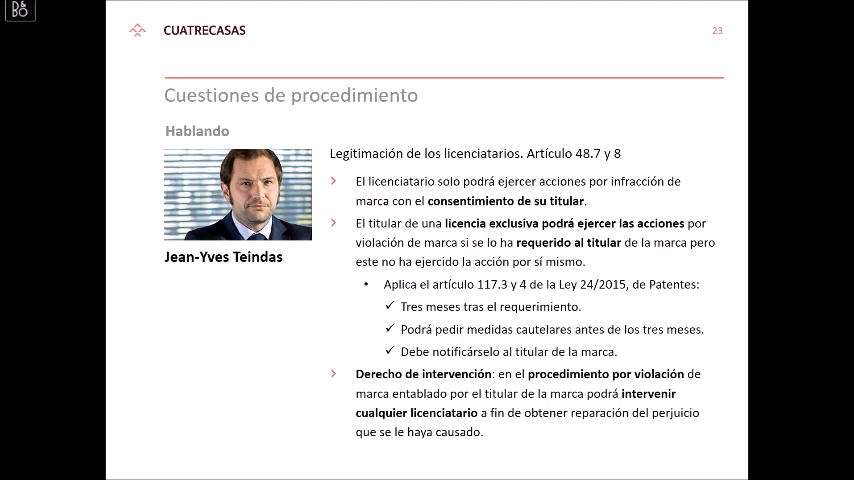 B&O
CUATRECASAS
23
Cuestiones de procedimiento
Hablando
Jean-Yves Teindas
Legitimación de los licenciatarios. Artículo 48.7 y 8
El licenciatario solo podrá ejercer acciones por infracción de
marca con el consentimiento de su titular.
El titular de una licencia exclusiva podrá ejercer las acciones por
violación de marca si se lo ha requerido al titular de la marca pero
este no ha ejercido la acción por sí mismo.
• Aplica el artículo 117.3 y 4 de la Ley 24/2015, de Patentes:
✓ Tres meses tras el requerimiento.
✓ Podrá pedir medidas cautelares antes de los tres meses.
✓ Debe notificárselo al titular de la marca.
Derecho de intervención: en el procedimiento por violación de
marca entablado por el titular de la marca podrá intervenir
cualquier licenciatario a fin de obtener reparación del perjuicio
que se le haya causado.